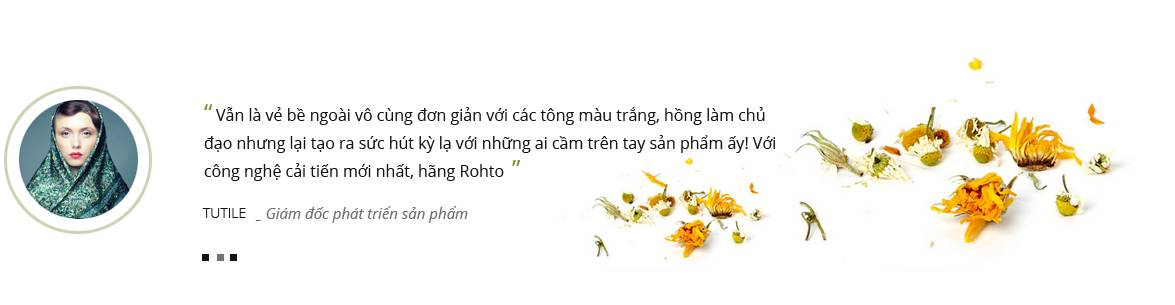 “ Vẫn là vẻ bề ngoài vô cùng đơn giản với các tông màu trắng, hồng làm chủ
đạo nhưng lại tạo ra sức hút kỳ lạ với những ai cầm trên tay sản phẩm ấy! Với
công nghệ cải tiến mới nhất, hãng Rohto ”
TUTILE _ Giám đốc phát triển sản phẩm